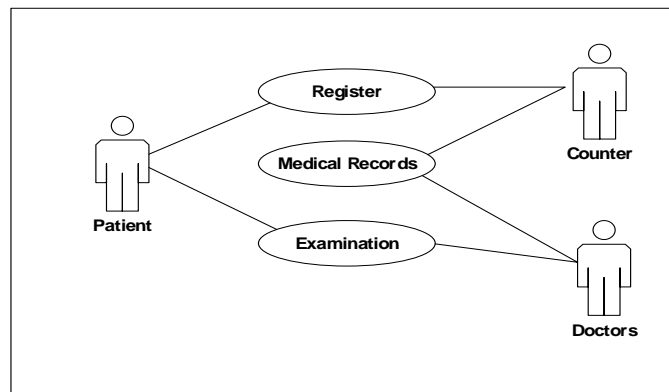 Register
Medical Records
Counter
Patient
Examination
Doctors